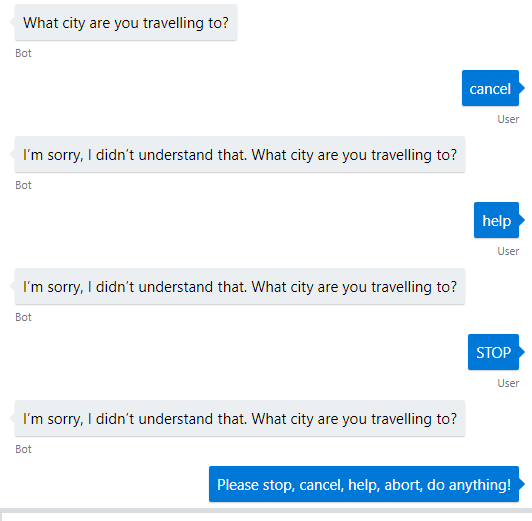 What city are you travelling to?
Bot
cancel
User
I'm sorry, I didn't understand that. What city are you travelling to?
Bot
help
User
I'm sorry, I didn't understand that. What city are you travelling to?
Bot
STOP
User
I'm sorry, I didn't understand that. What city are you travelling to?
Bot
Please stop, cancel, help, abort, do anything!